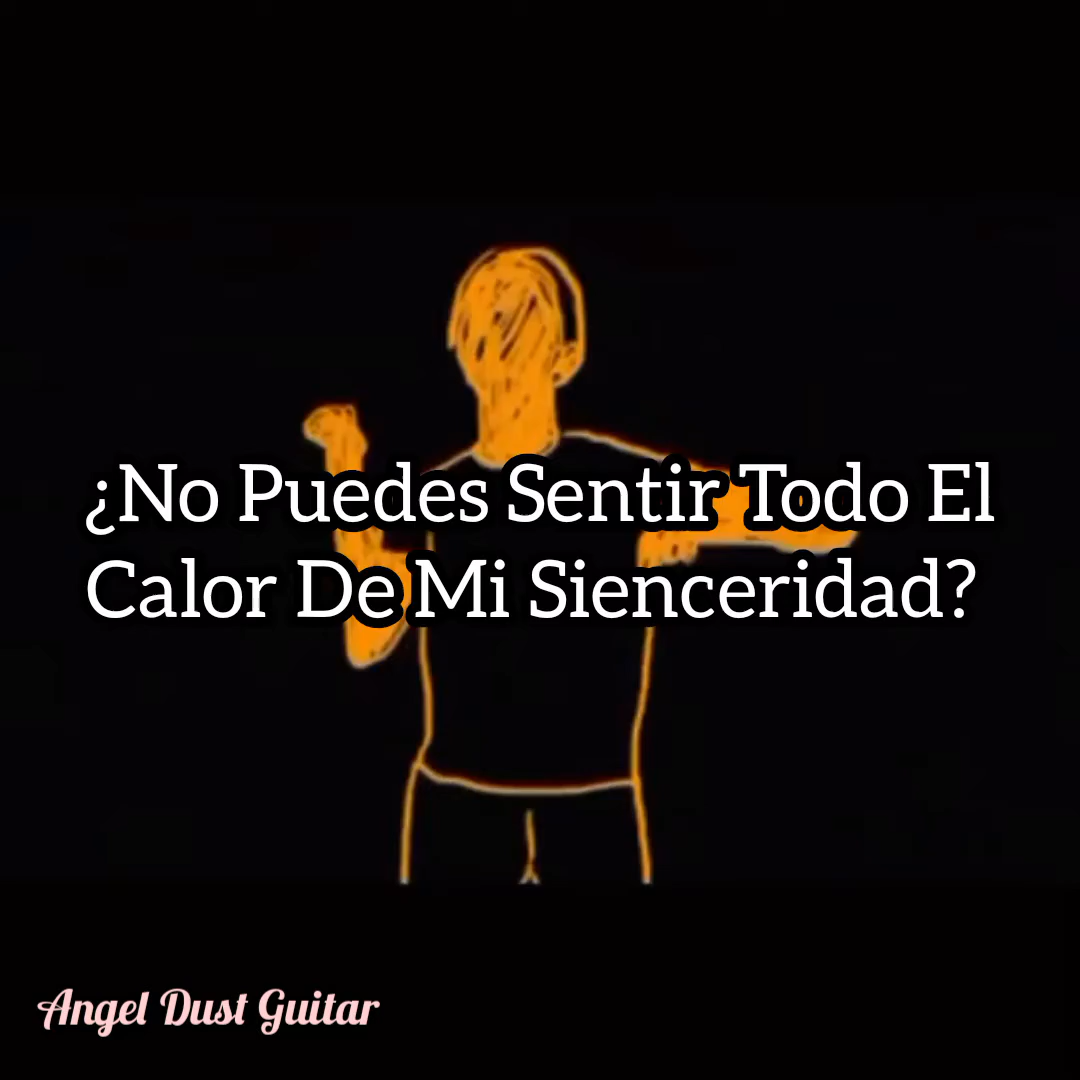 ¿No Puedes Sentir Todo El
Calor De Mi Sienceridad?
Angel Dust Guitar